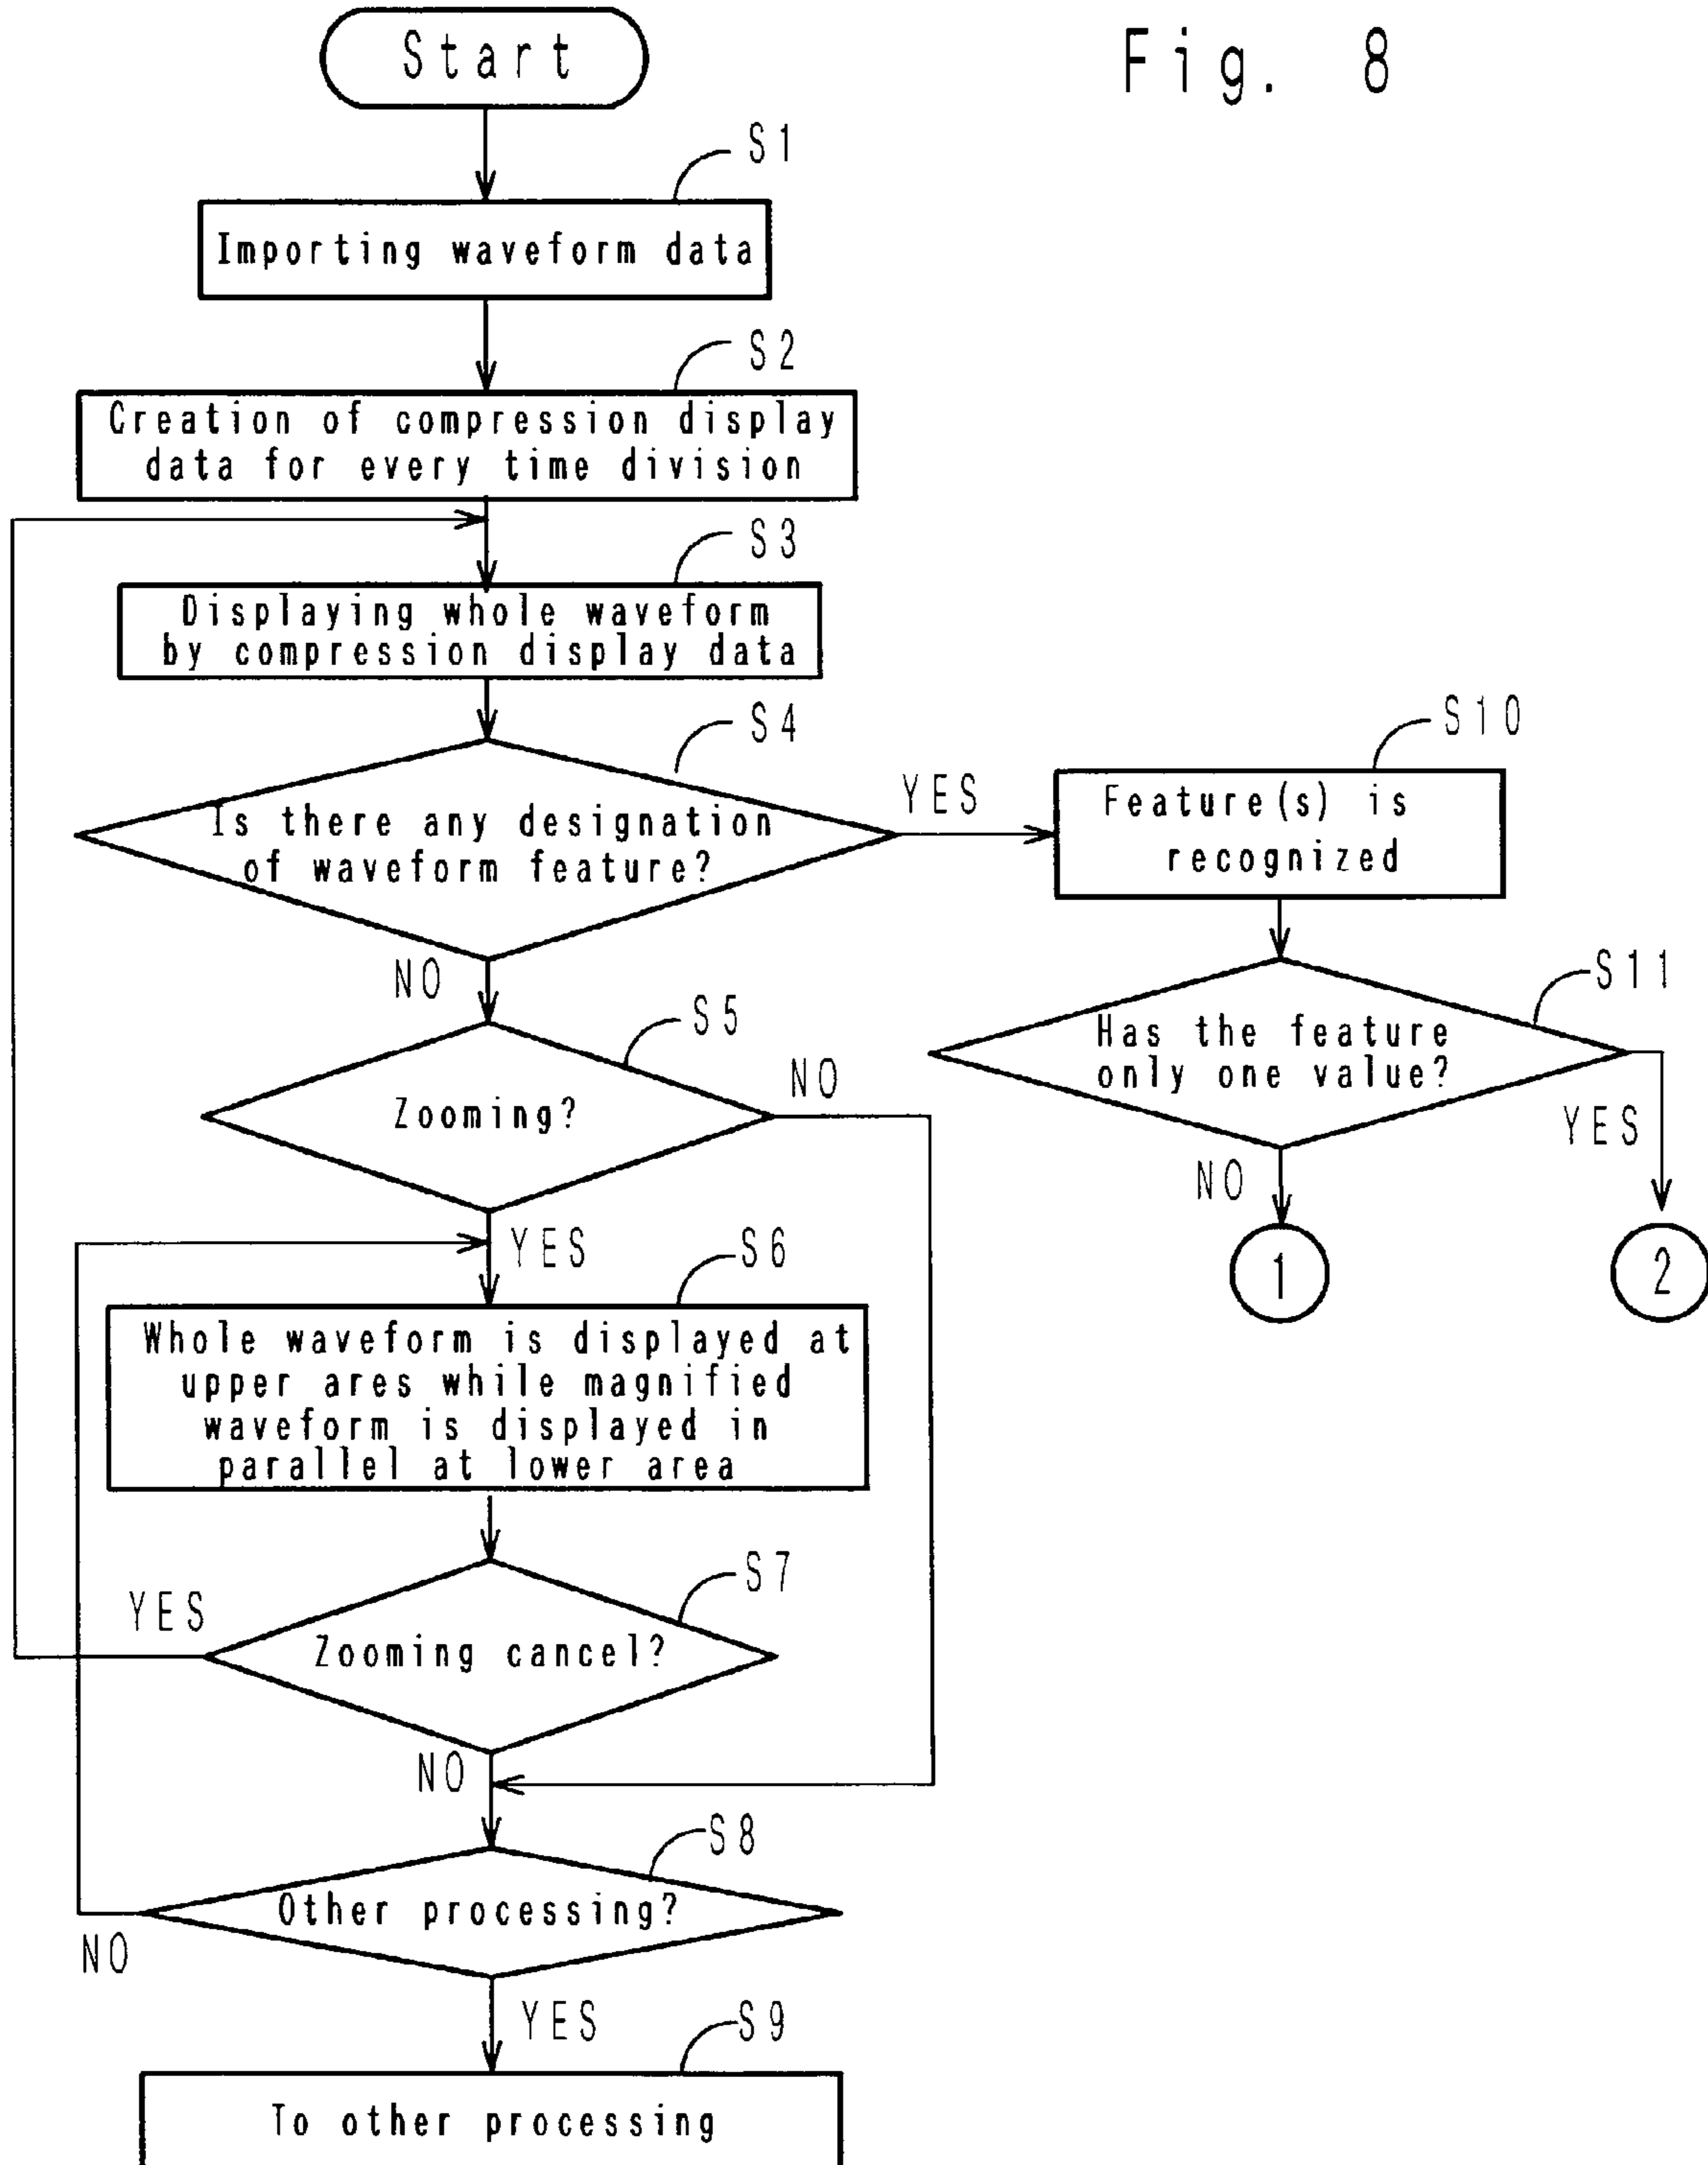 Fig. 8
Start
S1
Importing waveform data
S2
Creation of compression display
data for every time division
S3
Displaying whole waveform
by compression display data
S4
Is there any designation
of waveform feature?
YES
NO
S10
Feature(s) is
recognized
S11
Has the feature
only one value?
YES
NO
1
2
S5
Zooming?
NO
YES
S6
Whole waveform is displayed at
upper ares while magnified
waveform is displayed in
parallel at lower area
S7
YES
Zooming cancel?
NO
S8
Other processing?
NO
YES
S9
To other processing